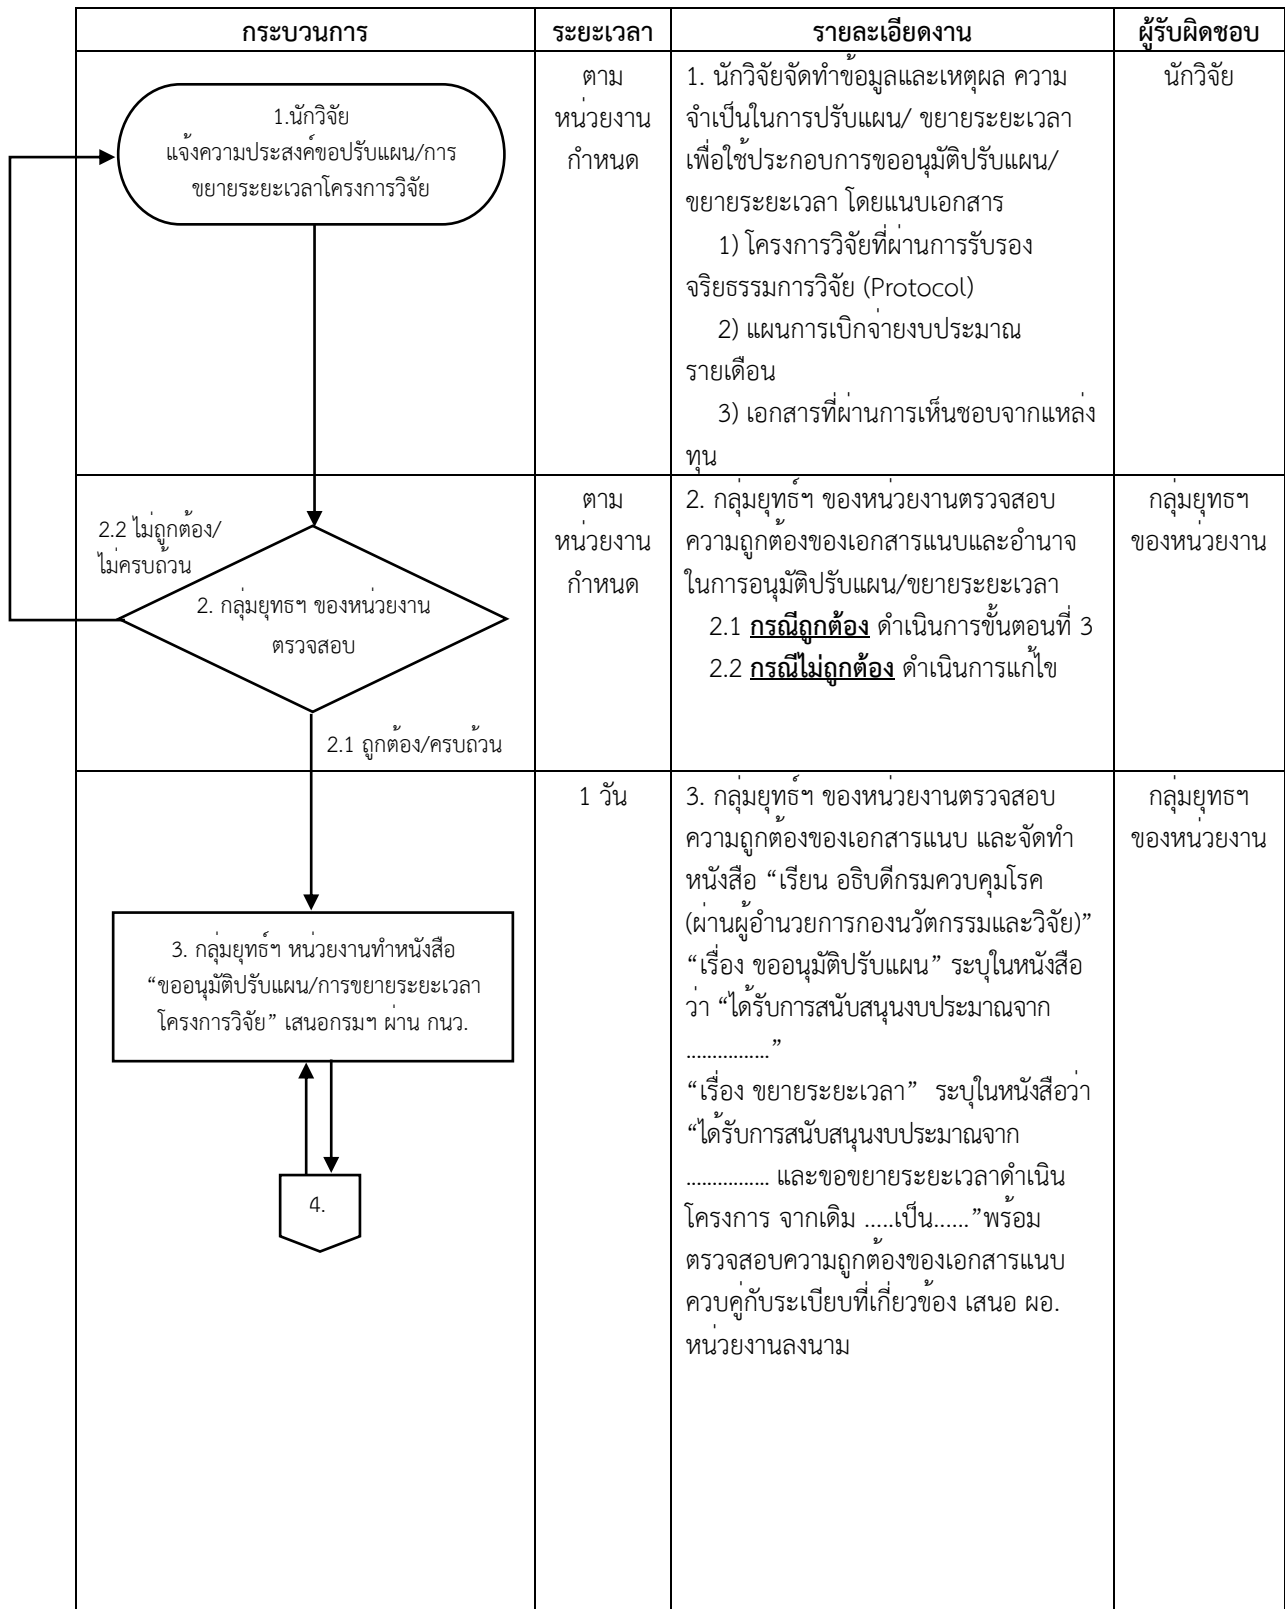 กระบวนการ
ระยะเวลา
รายละเอียดงาน
ผู้รับผิดชอบ
1.นักวิจัย
แจ้งความประสงค์ขอปรับแผน/การ
ขยายระยะเวลาโครงการวิจัย
ตาม
หน่วยงาน
กำหนด
1. นักวิจัยจัดทำข้อมูลและเหตุผล ความ
จำเป็นในการปรับแผน/ ขยายระยะเวลา
เพื่อใช้ประกอบการขออนุมัติปรับแผน/
ขยายระยะเวลา โดยแนบเอกสาร
1) โครงการวิจัยที่ผ่านการรับรอง
จริยธรรมการวิจัย (Protocol)
2) แผนการเบิกจ่ายงบประมาณ
รายเดือน
3) เอกสารที่ผ่านการเห็นชอบจากแหล่ง
ทุน
นักวิจัย
2.2 ไม่ถูกต้อง/
ไม่ครบถ้วน
2. กลุ่มยุทธฯ ของหน่วยงาน
ตรวจสอบ
2.1 ถูกต้อง/ครบถ้วน
ตาม
หน่วยงาน
กำหนด
2. กลุ่มยุทธ์ฯ ของหน่วยงานตรวจสอบ
ความถูกต้องของเอกสารแนบและอำนาจ
ในการอนุมัติปรับแผน/ขยายระยะเวลา
2.1 กรณีถูกต้อง ดำเนินการขั้นตอนที่ 3
2.2 กรณีไม่ถูกต้อง ดำเนินการแก้ไข
กลุ่มยุทธฯ
ของหน่วยงาน
3. กลุ่มยุทธ์ฯ หน่วยงานทำหนังสือ
“ขออนุมัติปรับแผน/การขยายระยะเวลา
โครงการวิจัย” เสนอกรมฯ ผ่าน กนว.
4.
1 วัน
3. กลุ่มยุทธ์ฯ ของหน่วยงานตรวจสอบ
ความถูกต้องของเอกสารแนบ และจัดทำ
หนังสือ “เรียน อธิบดีกรมควบคุมโรค
(ผ่านผู้อำนวยการกองนวัตกรรมและวิจัย)”
“เรื่อง ขออนุมัติปรับแผน” ระบุในหนังสือ
ว่า “ได้รับการสนับสนุนงบประมาณจาก
................”
“เรื่อง ขยายระยะเวลา” ระบุในหนังสือว่า
“ได้รับการสนับสนุนงบประมาณจาก
................ และขอขยายระยะเวลาดำเนิน
โครงการ จากเดิม .....เป็น......”พร้อม
ตรวจสอบความถูกต้องของเอกสารแนบ
ควบคู่กับระเบียบที่เกี่ยวข้อง เสนอ ผอ.
หน่วยงานลงนาม
กลุ่มยุทธฯ
ของหน่วยงาน